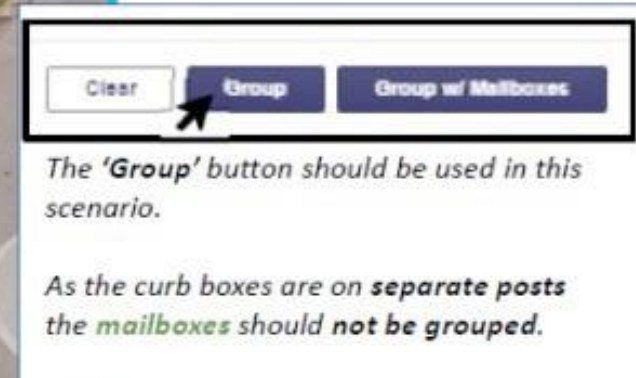 Clear Group Group w/ Mailboxes
The 'Group' button should be used in this
scenario.
As the curb boxes are on separate posts
the mailboxes should not be grouped.